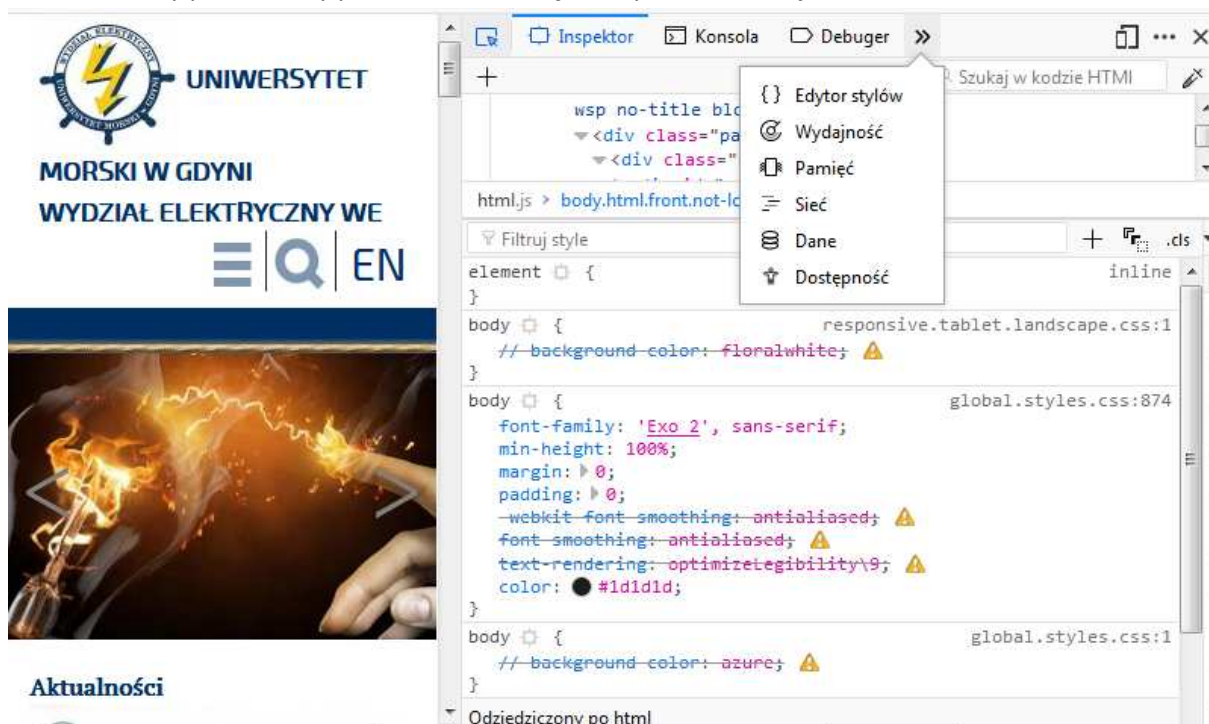 UNIWERSYTET
MORSKI W GDYNI
WYDZIAŁ ELEKTRYCZNY WE
EN
Aktualności
Inspektor Konsola Debuger
Szukaj w kodzie HTML
Edytor stylów
Wydajność
Pamięć
Sieć
Dane
Dostępność
wsp no-title blo
<div class="pa
<div class="
html.js > body.html.front.not-lo
Filtruj style
+ .cls
element {
inline
}
body {
responsive.tablet.landscape.css:1
// background-color: floralwhite;
}
body {
global.styles.css:874
font-family: 'Exo 2', sans-serif;
min-height: 100%;
margin: 0;
padding: 0;
-webkit-font-smoothing: antialiased;
font-smoothing: antialiased;
text-rendering: optimizeLegibility\9;
color: #1d1d1d;
}
body {
global.styles.css:1
// background-color: azure;
}
Odziedziczony po html